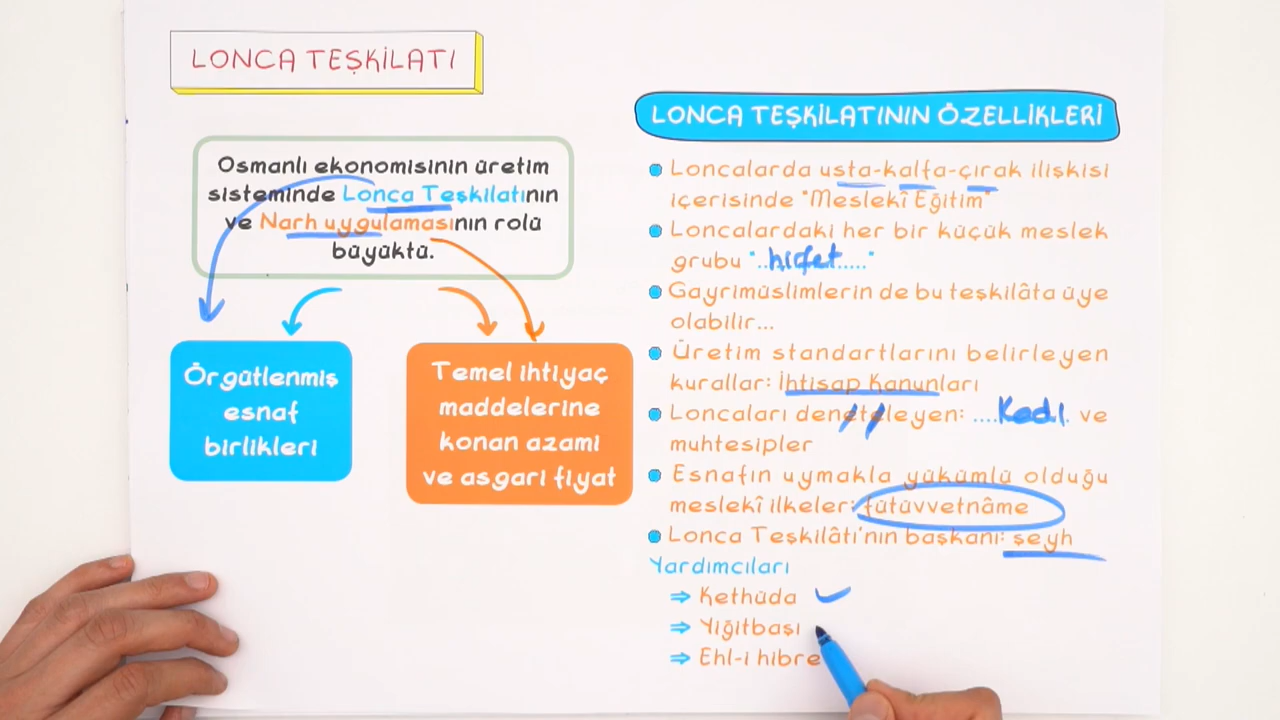 LONCA TEŞKİLATI
Osmanlı ekonomisinin üretim
sisteminde Lonca Teşkilatının
ve Narh uygulamasının rolü
büyüktü.
Örgütlenmiş
esnaf
birlikleri
Temel ihtiyaç
maddelerine
konan azami
ve asgari fiyat
LONCA TEŞKİLATININ ÖZELLİKLERİ
Loncalarda usta-kalfa-çırak ilişkisi
içerisinde "Meslekî Eğitim"
Loncalardaki her bir küçük meslek
grubu "..hirfet....."
Gayrimüslimlerin de bu teşkilâta üye
olabilir...
Üretim standartlarını belirleyen
kurallar: İhtisap Kanunları
Loncaları deneteleyen: ....Kadı. ve
muhtesipler
Esnafın uymakla yükümlü olduğu
meslekî ilkeler: fütüvvetnâme
Lonca Teşkilâtı'nın başkanı: şeyh
Yardımcıları
⇒ Kethüda
⇒ Yiğitbaşı
⇒ Ehl-i hibre